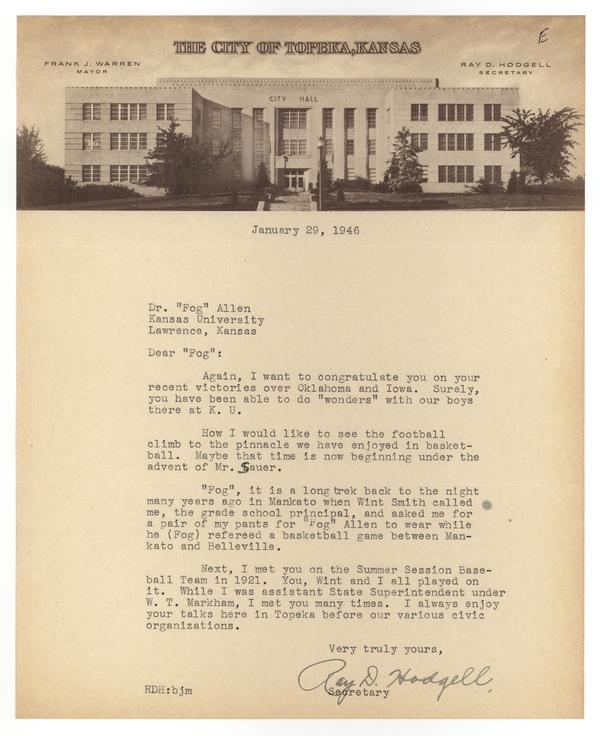 E
THE CITY OF TOPEKA, KANSAS
FRANK J. WARREN
MAYOR
RAY D. HODGELL
SECRETARY
CITY HALL
January 29, 1946
Dr. "Fog" Allen
Kansas University
Lawrence, Kansas
Dear "Fog":
Again, I want to congratulate you on your
recent victories over Oklahoma and Iowa. Surely,
you have been able to do "wonders" with our boys
there at K. U.
How I would like to see the football
climb to the pinnacle we have enjoyed in basket-
ball. Maybe that time is now beginning under the
advent of Mr. Sauer.
"Fog", it is a long trek back to the night
many years ago in Mankato when Wint Smith called
me, the grade school principal, and asked me for
a pair of my pants for "Fog" Allen to wear while
he (Fog) refereed a basketball game between Man-
kato and Belleville.
Next, I met you on the Summer Session Base-
ball Team in 1921. You, Wint and I all played on
it. While I was assistant State Superintendent under
W. T. Markham, I met you many times. I always enjoy
your talks here in Topeka before our various civic
organizations.
Very truly yours,
Ray D. Hodgell.
Secretary
RDH:bjm